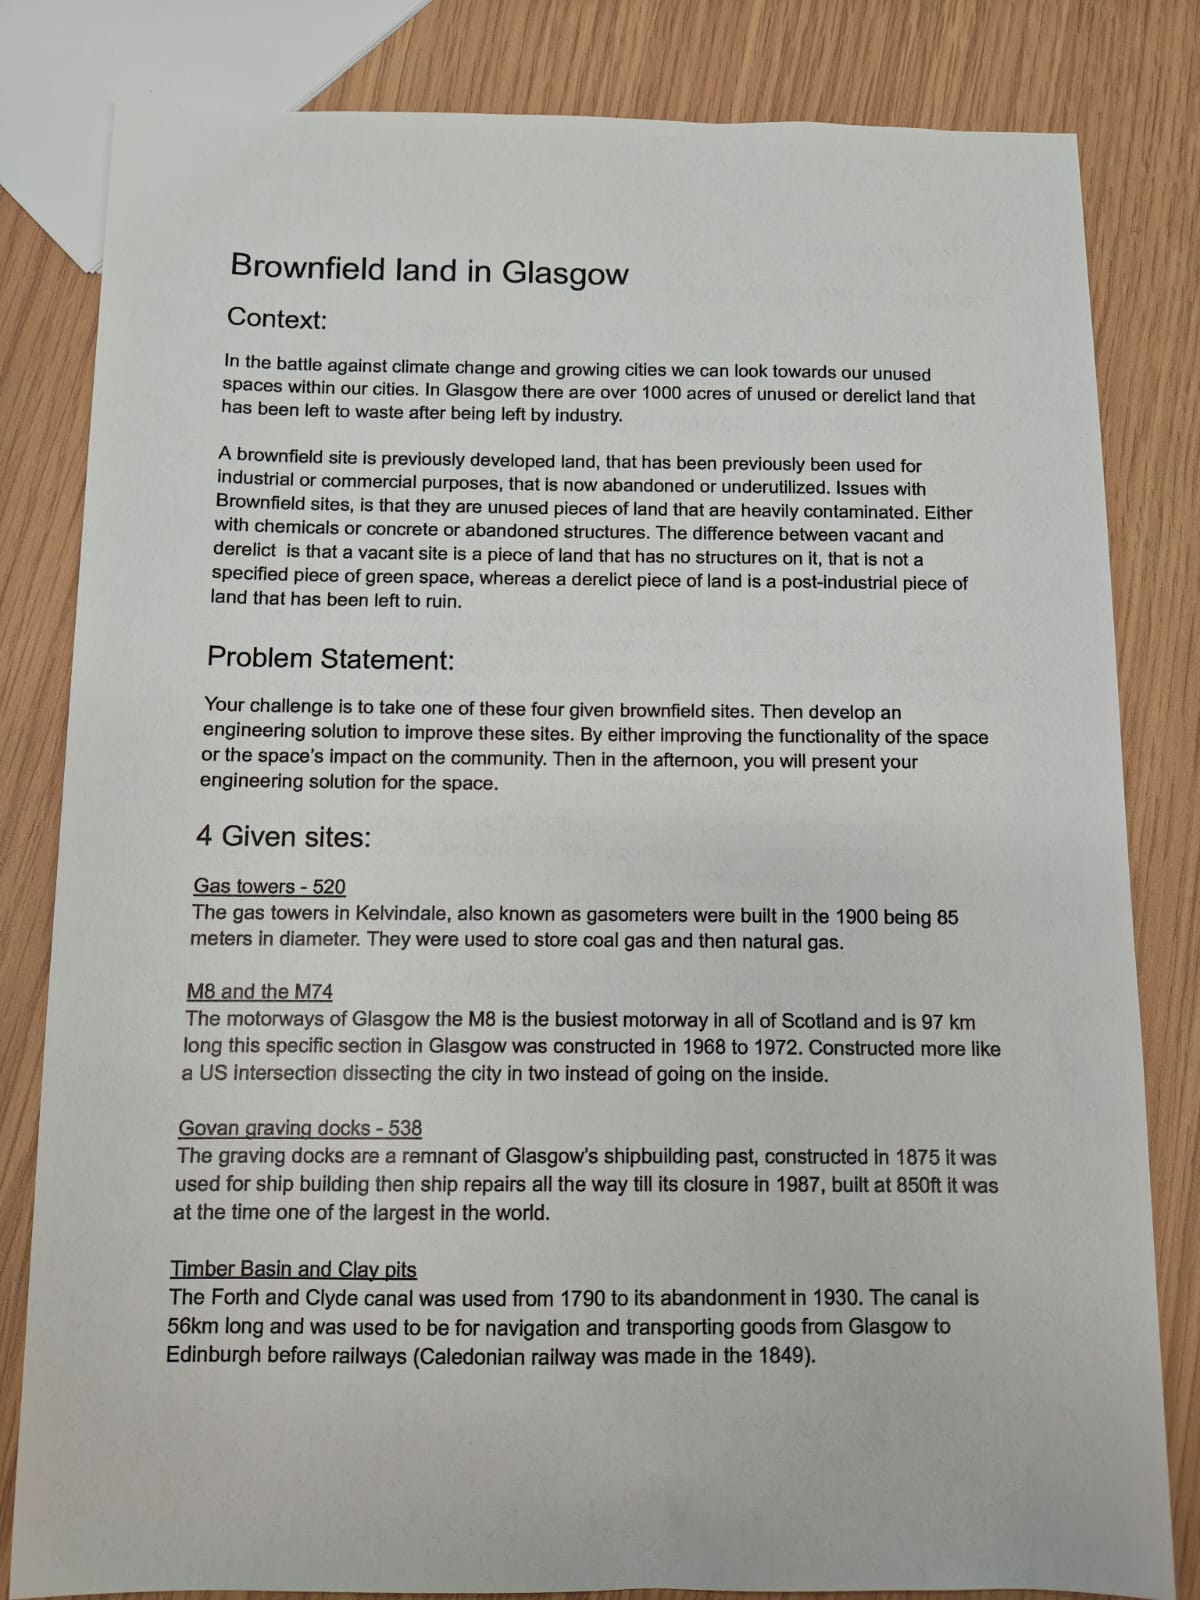 Brownfield land in Glasgow
Context:
In the battle against climate change and growing cities we can look towards our unused
spaces within our cities. In Glasgow there are over 1000 acres of unused or derelict land that
has been left to waste after being left by industry.
A brownfield site is previously developed land, that has been previously been used for
industrial or commercial purposes, that is now abandoned or underutilized. Issues with
Brownfield sites, is that they are unused pieces of land that are heavily contaminated. Either
with chemicals or concrete or abandoned structures. The difference between vacant and
derelict  is that a vacant site is a piece of land that has no structures on it, that is not a
specified piece of green space, whereas a derelict piece of land is a post-industrial piece of
land that has been left to ruin.
Problem Statement:
Your challenge is to take one of these four given brownfield sites. Then develop an
engineering solution to improve these sites. By either improving the functionality of the space
or the space's impact on the community. Then in the afternoon, you will present your
engineering solution for the space.
4 Given sites:
Gas towers - 520
The gas towers in Kelvindale, also known as gasometers were built in the 1900 being 85
meters in diameter. They were used to store coal gas and then natural gas.
M8 and the M74
The motorways of Glasgow the M8 is the busiest motorway in all of Scotland and is 97 km
long this specific section in Glasgow was constructed in 1968 to 1972. Constructed more like
a US intersection dissecting the city in two instead of going on the inside.
Govan graving docks - 538
The graving docks are a remnant of Glasgow's shipbuilding past, constructed in 1875 it was
used for ship building then ship repairs all the way till its closure in 1987, built at 850ft it was
at the time one of the largest in the world.
Timber Basin and Clay pits
The Forth and Clyde canal was used from 1790 to its abandonment in 1930. The canal is
56km long and was used to be for navigation and transporting goods from Glasgow to
Edinburgh before railways (Caledonian railway was made in the 1849).